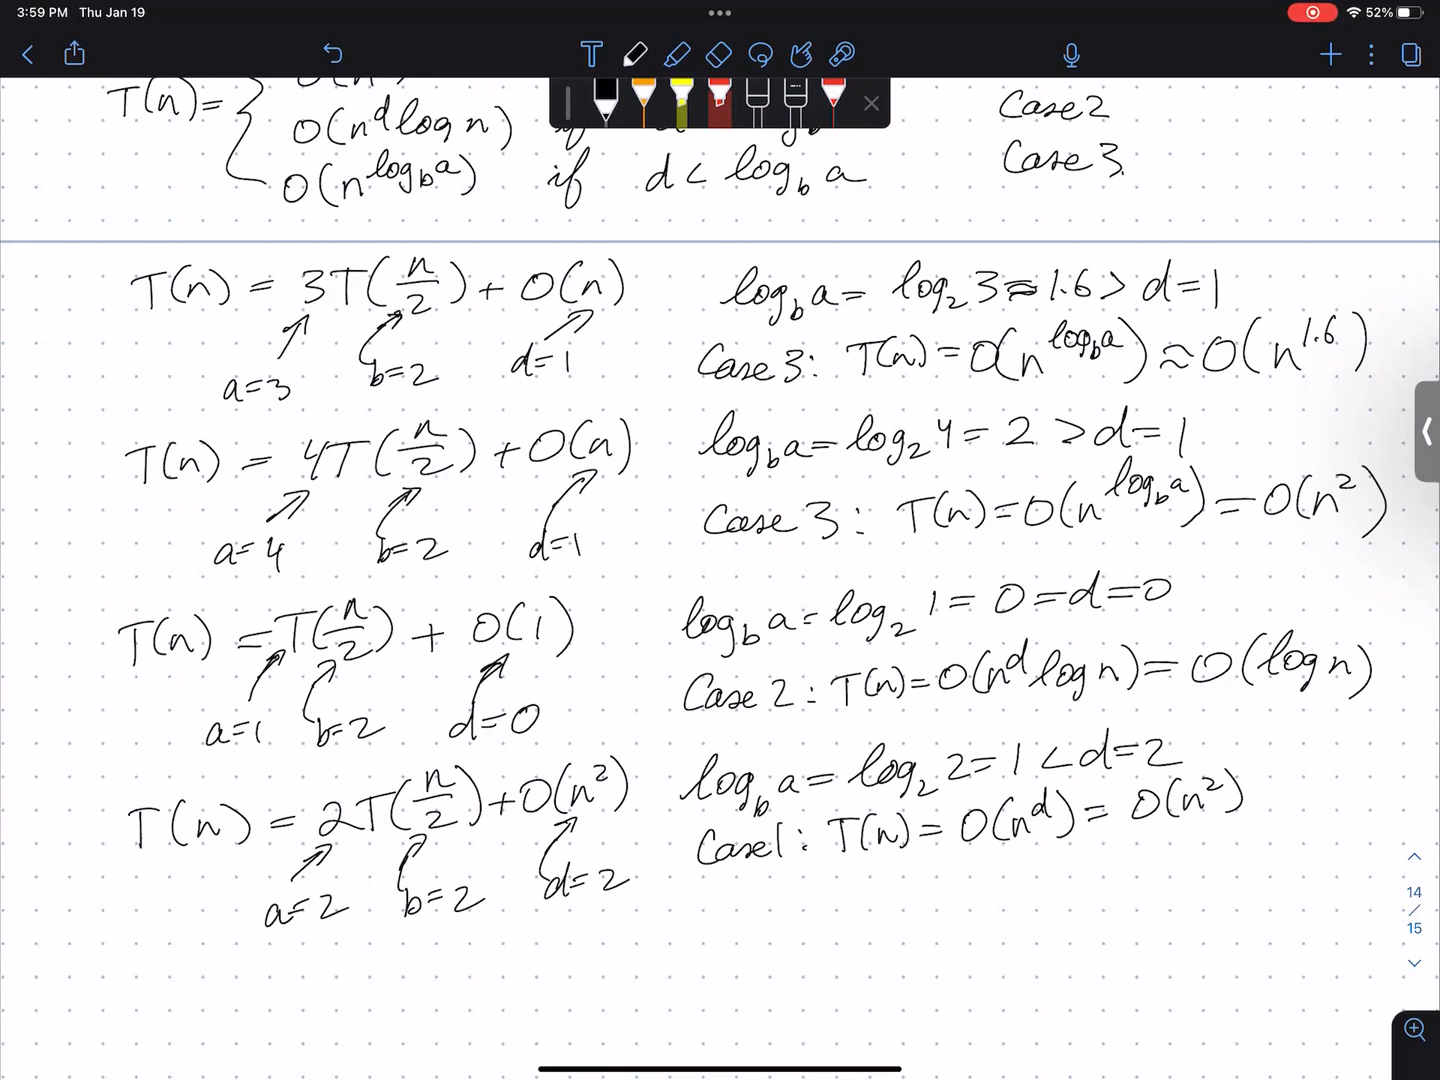 3:59 PM Thu Jan 19 52%
T(n)=
O(n^d log n) Case 2
O(n^{log_b a}) if d < log_b a Case 3.
T(n) = 3T(n/2) + O(n) log_b a = log_2 3 ≈ 1.6 > d=1
a=3 b=2 d=1 Case 3: T(n) = O(n^{log_b a}) ≈ O(n^{1.6})
T(n) = 4T(n/2) + O(n) log_b a = log_2 4 = 2 > d=1
a=4 b=2 d=1 Case 3: T(n) = O(n^{log_b a}) = O(n^2)
T(n) = T(n/2) + O(1) log_b a = log_2 1 = 0 = d=0
a=1 b=2 d=0 Case 2: T(n) = O(n^d log n) = O(log n)
T(n) = 2T(n/2) + O(n^2) log_b a = log_2 2 = 1 < d=2
a=2 b=2 d=2 Case 1: T(n) = O(n^d) = O(n^2)
14
/
15